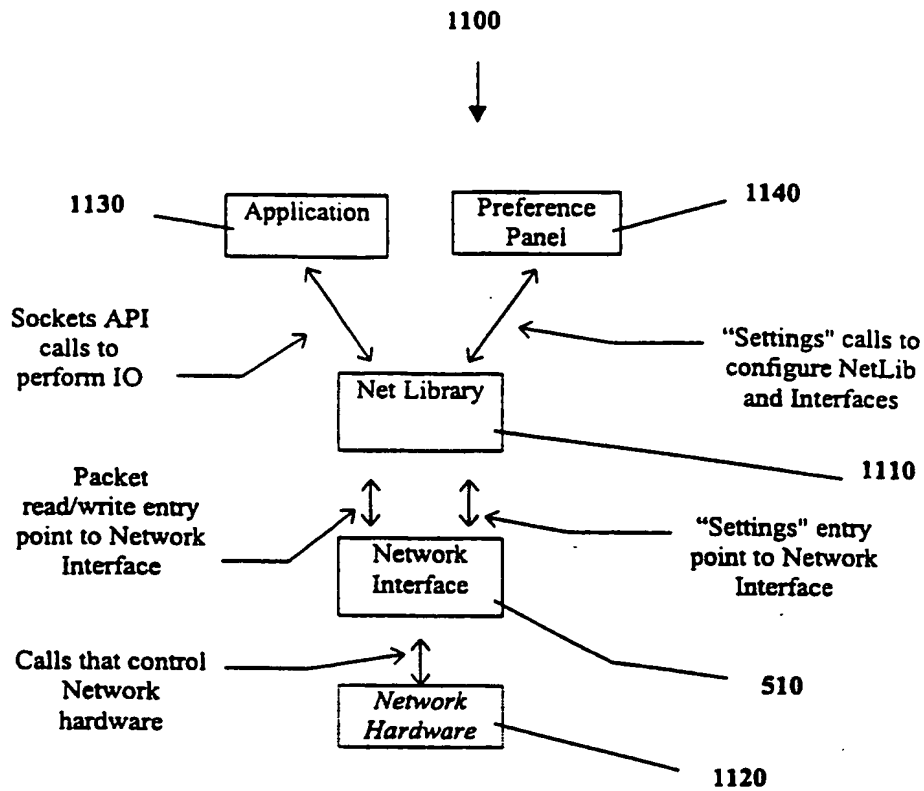 1100
1130
Application
Preference
Panel
1140
Sockets API
calls to
perform IO
“Settings" calls to
configure NetLib
and Interfaces
Net Library
1110
Packet
read/write entry
point to Network
Interface
“Settings" entry
point to Network
Interface
Network
Interface
510
Calls that control
Network
hardware
Network
Hardware
1120